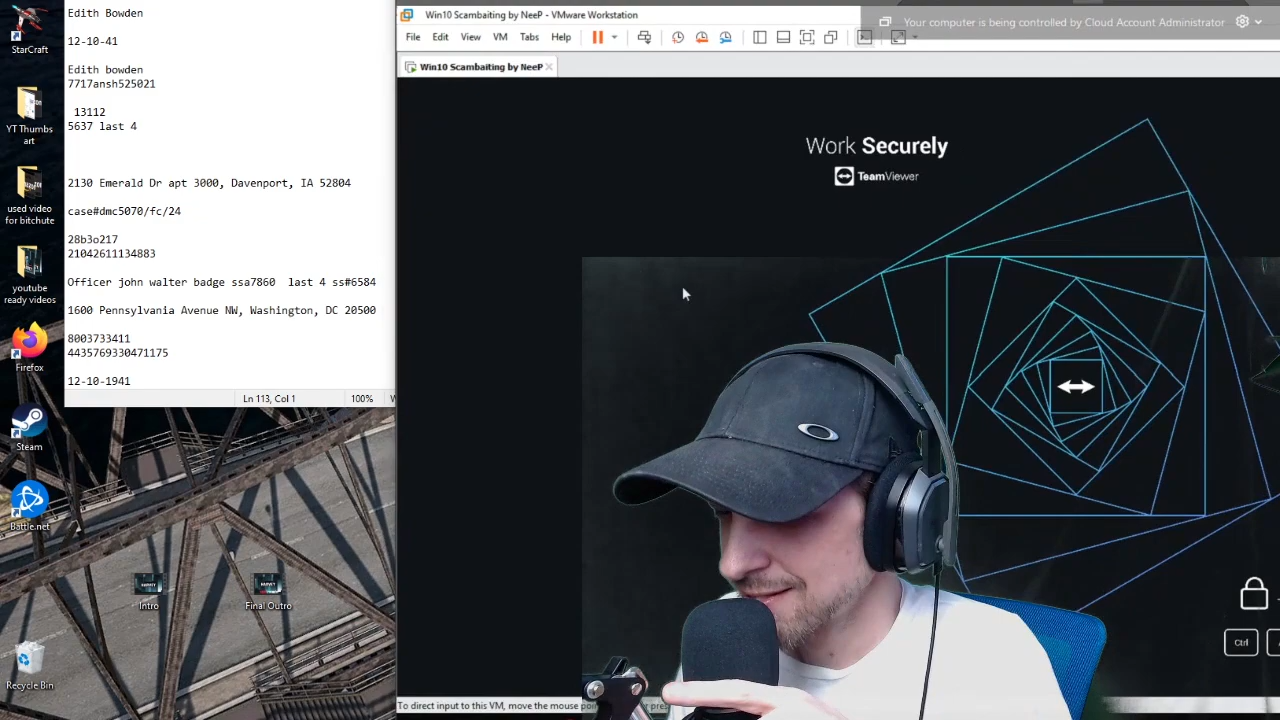 StarCraft
YT Thumbs
art
used video
for bitchute
youtube
ready videos
Firefox
Steam
Battle.net
Recycle Bin
Intro
Final Outro
Edith Bowden
12-10-41
Edith bowden
7717ansh525021
13112
5637 last 4
2130 Emerald Dr apt 3000, Davenport, IA 52804
case#dmc5070/fc/24
28b3o217
21042611134883
Officer john walter badge ssa7860 last 4 ss#6584
1600 Pennsylvania Avenue NW, Washington, DC 20500
8003733411
4435769330471175
12-10-1941
Ln 113, Col 1
100%
Win10 Scambaiting by NeeP - VMware Workstation
Your computer is being controlled by Cloud Account Administrator
File Edit View VM Tabs Help
Win10 Scambaiting by NeeP
Work Securely
TeamViewer
Ctrl
To direct input to this VM, move the mouse